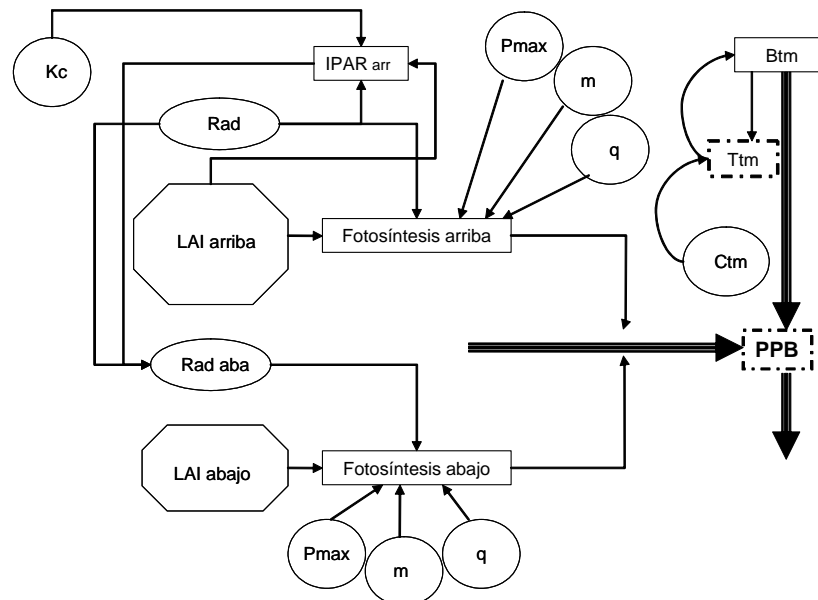 Kc
IPAR arr
Pmax
m
q
Btm
Ttm
Ctm
Rad
LAI arriba
Fotosíntesis arriba
Rad aba
PPB
LAI abajo
Fotosíntesis abajo
Pmax
m
q